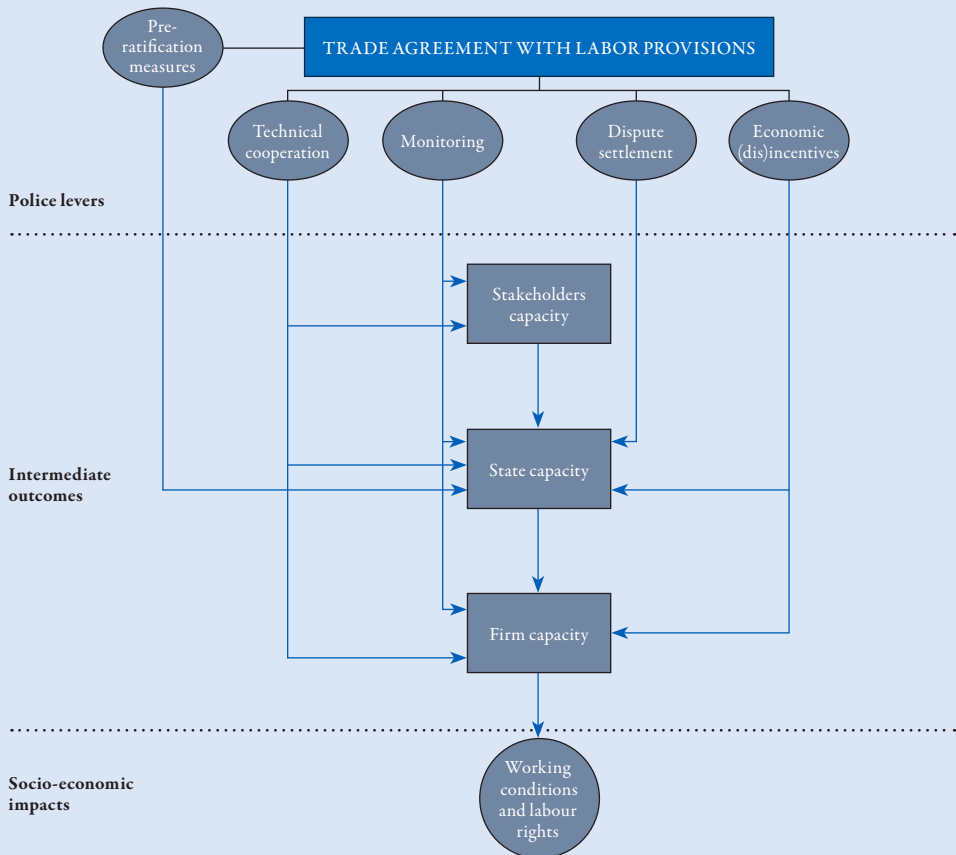 Pre-
ratification
measures
TRADE AGREEMENT WITH LABOR PROVISIONS
Technical
cooperation
Monitoring
Dispute
settlement
Economic
(dis)incentives
Police levers
Stakeholders
capacity
State capacity
Intermediate
outcomes
Firm capacity
Socio-economic
impacts
Working
conditions
and labour
rights